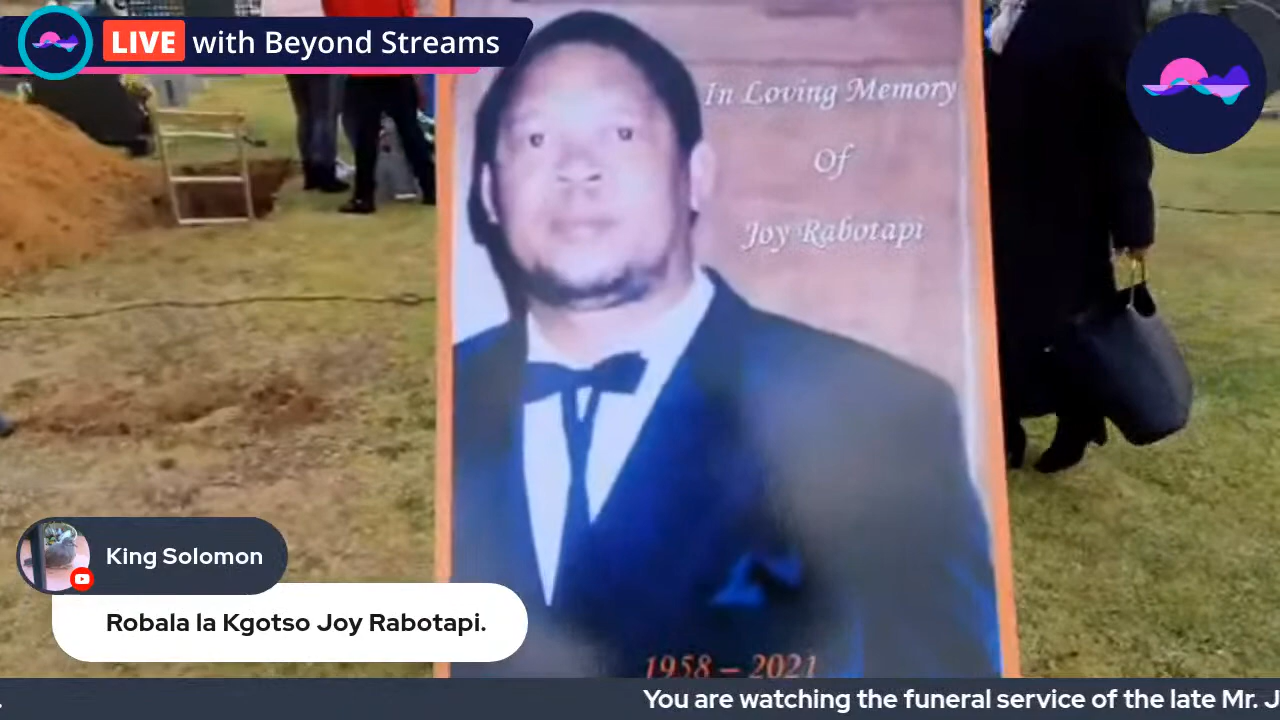 LIVE with Beyond Streams
In Loving Memory
Of
Joy Rabotapi
King Solomon
Robala la Kgotso Joy Rabotapi.
1958 – 2021
You are watching the funeral service of the late Mr. J